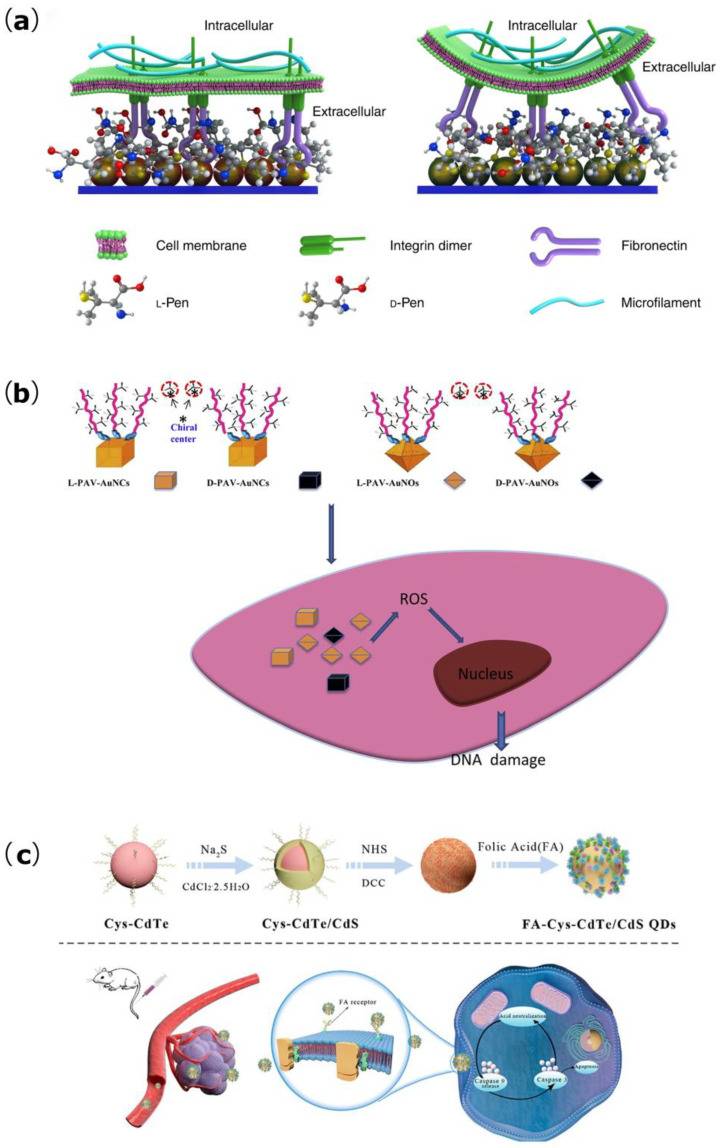 (a)
Intracellular
Extracellular
Intracellular
Extracellular
Cell membrane
Integrin dimer
Fibronectin
L-Pen
D-Pen
Microfilament
(b)
*
Chiral
center
L-PAV-AuNCs
D-PAV-AuNCs
L-PAV-AuNOs
D-PAV-AuNOs
ROS
Nucleus
DNA damage
(c)
Na2S
CdCl2·2.5H2O
NHS
DCC
Folic Acid(FA)
Cys-CdTe
Cys-CdTe/CdS
FA-Cys-CdTe/CdS QDs
FA receptor
Acid neutralization
Caspase 9
release
Caspase 3
Apoptosis